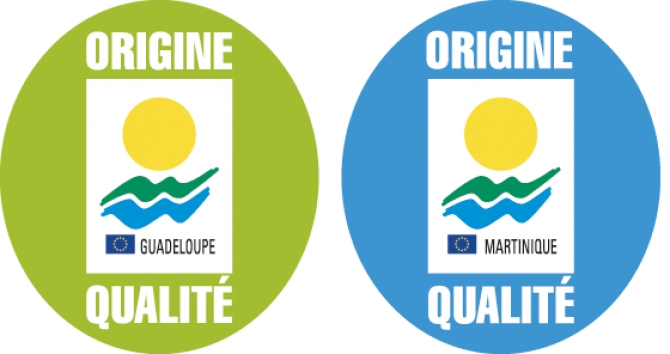 ORIGINE
GUADELOUPE
QUALITÉ
ORIGINE
MARTINIQUE
QUALITÉ